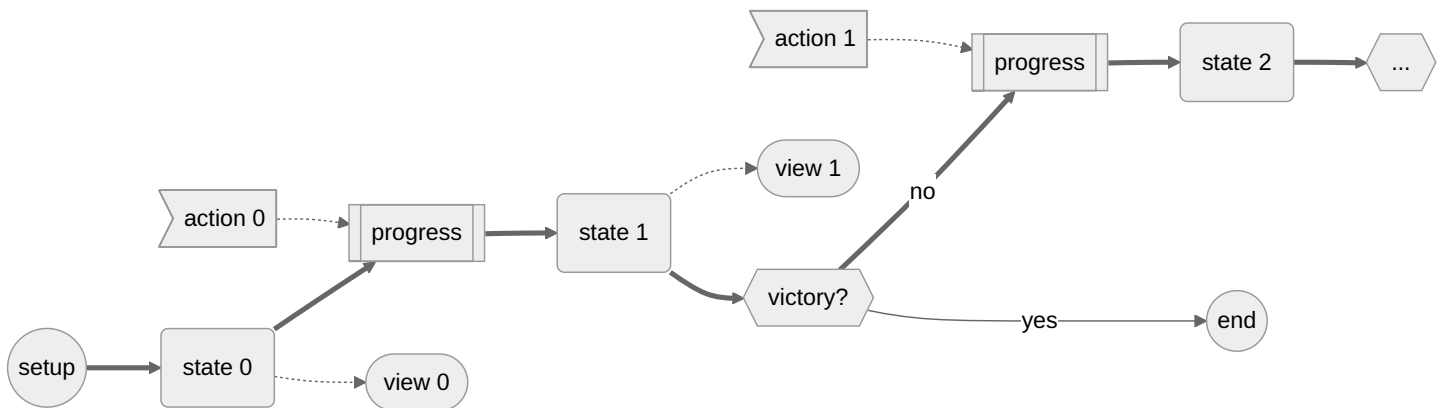 action 1
progress
state 2
...
view 1
no
action 0
progress
state 1
victory?
yes
end
setup
state 0
view 0